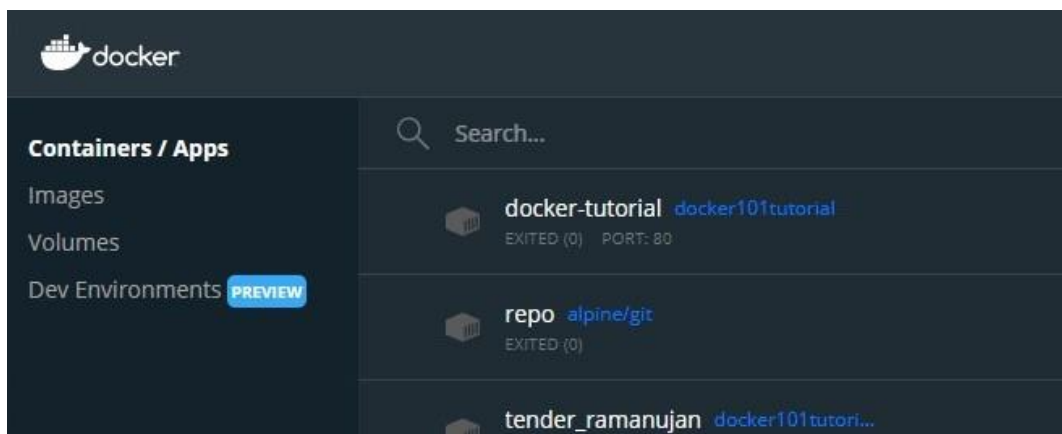 docker
Containers / Apps
Images
Volumes
Dev Environments PREVIEW
Search...
docker-tutorial docker101tutorial
EXITED (0) PORT: 80
repo alpine/git
EXITED (0)
tender_ramanujan docker101tutori...